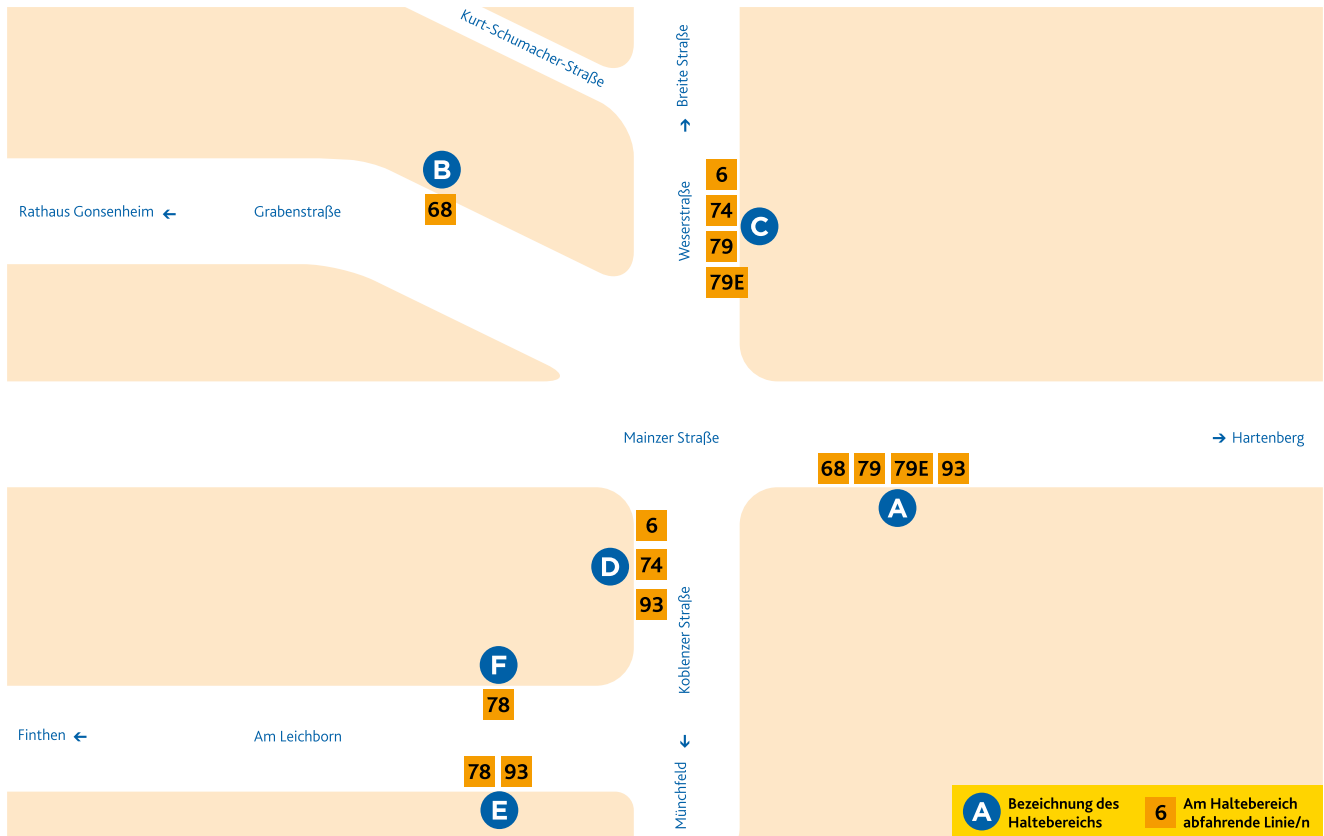 Kurt-Schumacher-Straße
Breite Straße
B
68
Rathaus Gonsenheim
Grabenstraße
Weserstraße
6
74
79
79E
C
Mainzer Straße
Hartenberg
68 79 79E 93
A
6
D
74
93
Koblenzer Straße
F
78
Finthen
Am Leichborn
78 93
E
Münchfeld
A
Bezeichnung des
Haltebereichs
6
Am Haltebereich
abfahrende Linie/n